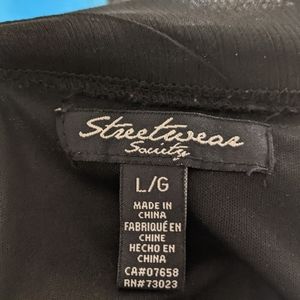 Streetwear
Society
L/G
MADE IN
CHINA
FABRIQUÉ EN
CHINE
HECHO EN
CHINA
CA#07658
RN#73023